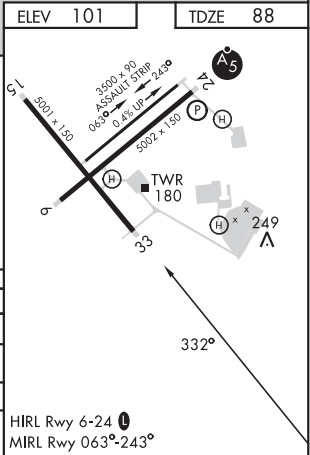 ELEV 101
TDZE 88
A5
15
3500 x 90
ASSAULT STRIP
063° 243°
0.4% UP
5001 x 150
5002 x 150
24
P
H
H
TWR
180
6
H
x x
249
33
332°
HIRL Rwy 6-24 L
MIRL Rwy 063°-243°